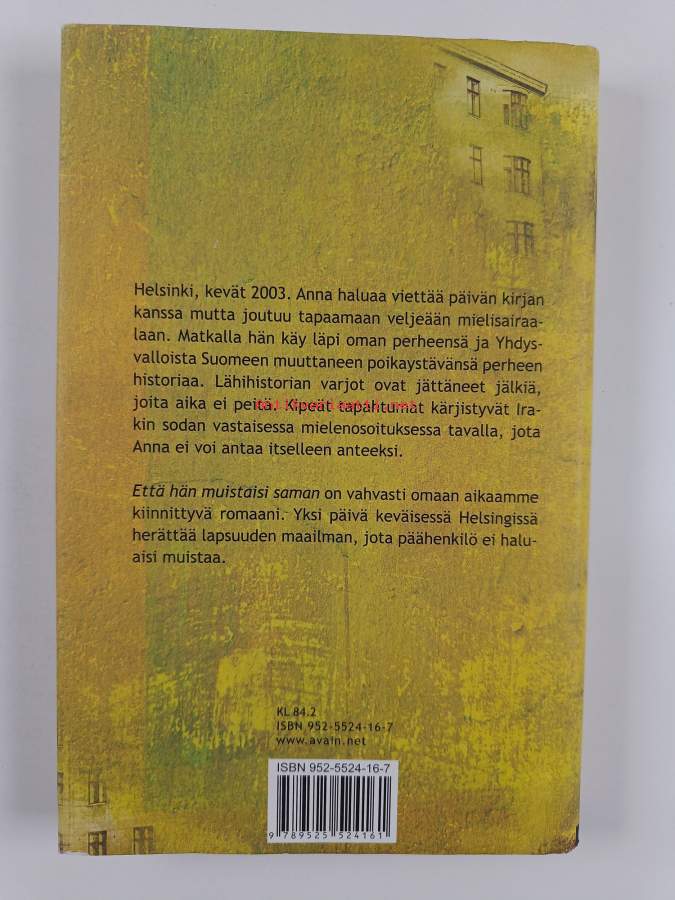 Helsinki, kevät 2003. Anna haluaa viettää päivän kirjan
kanssa mutta joutuu tapaamaan veljeään mielisairaa-
laan. Matkalla hän käy läpi oman perheensä ja Yhdys-
valloista Suomeen muuttaneen poikaystävänsä perheen
historiaa. Lähihistorian varjot ovat jättäneet jälkiä,
joita aika ei peitä. Kipeät tapahtumat kärjistyvät Ira-
kin sodan vastaisessa mielenosoituksessa tavalla, jota
Anna ei voi antaa itselleen anteeksi.
Että hän muistaisi saman on vahvasti omaan aikaamme
kiinnittyvä romaani. Yksi päivä keväisessä Helsingissä
herättää lapsuuden maailman, jota päähenkilö ei halu-
aisi muistaa.
KL 84.2
ISBN 952-5524-16-7
www.avain.net
ISBN 952-5524-16-7
9 789525 524161